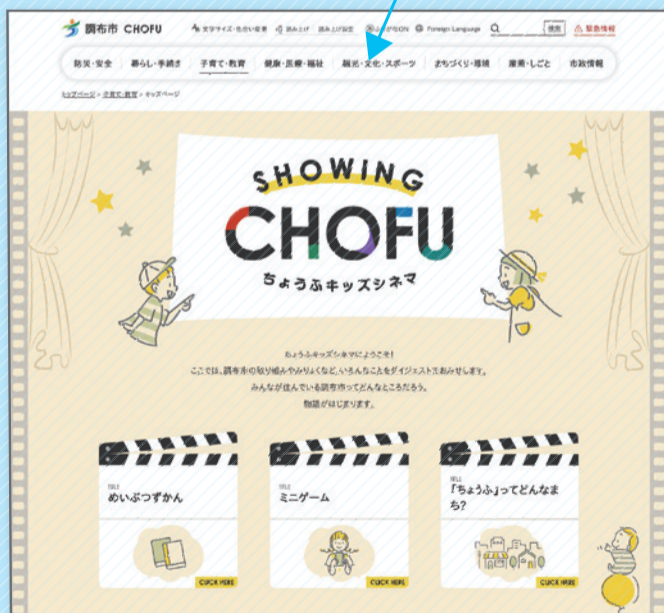 調布市 CHOFU
文字サイズ・色合い変更 読み上げ 読み上げ設定 ふりがなON Foreign Language 検索 緊急情報
防災・安全 暮らし・手続き 子育て・教育 健康・医療・福祉 観光・文化・スポーツ まちづくり・環境 産業・しごと 市政情報
トップページ > 子育て・教育 > キッズページ
SHOWING
CHOFU
ちょうふキッズシネマ
ちょうふキッズシネマにようこそ!
ここでは、調布市の取り組みやみりょくなど、いろんなことをダイジェストでおみせします。
みんなが住んでいる調布市ってどんなところだろう。
物語がはじまります。
TITLE
めいぶつずかん
CLICK HERE
TITLE
ミニゲーム
CLICK HERE
TITLE
「ちょうふ」ってどんなま
ち?
CLICK HERE